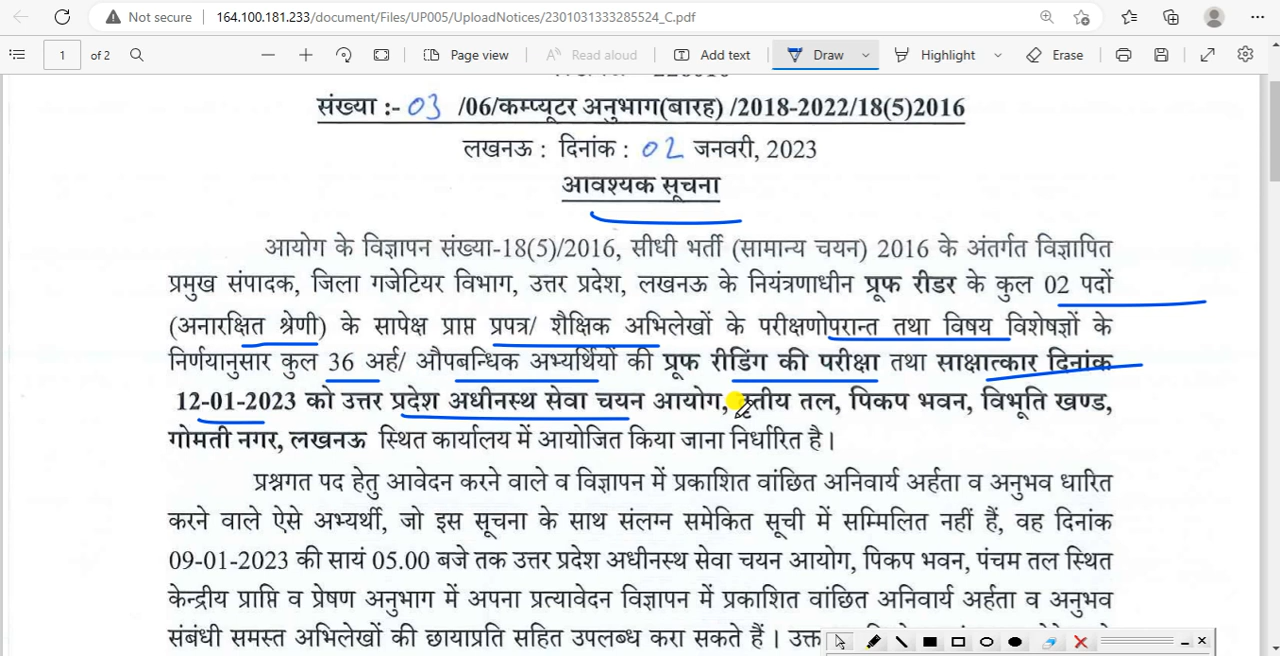 Not secure 164.100.181.233/document/Files/UP005/UploadNotices/2301031333285524_C.pdf
1 of 2 Page view Read aloud Add text Draw Highlight Erase
संख्या :- 03 /06/कम्प्यूटर अनुभाग(बारह) /2018-2022/18(5)2016
लखनऊ : दिनांक : 02 जनवरी, 2023
आवश्यक सूचना
आयोग के विज्ञापन संख्या-18(5)/2016, सीधी भर्ती (सामान्य चयन) 2016 के अंतर्गत विज्ञापित
प्रमुख संपादक, जिला गजेटियर विभाग, उत्तर प्रदेश, लखनऊ के नियंत्रणाधीन प्रूफ रीडर के कुल 02 पदों
(अनारक्षित श्रेणी) के सापेक्ष प्राप्त प्रपत्र/ शैक्षिक अभिलेखों के परीक्षणोपरान्त तथा विषय विशेषज्ञों के
निर्णयानुसार कुल 36 अर्ह/ औपबन्धिक अभ्यर्थियों की प्रूफ रीडिंग की परीक्षा तथा साक्षात्कार दिनांक
12-01-2023 को उत्तर प्रदेश अधीनस्थ सेवा चयन आयोग, तृतीय तल, पिकप भवन, विभूति खण्ड,
गोमती नगर, लखनऊ स्थित कार्यालय में आयोजित किया जाना निर्धारित है।
प्रश्नगत पद हेतु आवेदन करने वाले व विज्ञापन में प्रकाशित वांछित अनिवार्य अर्हता व अनुभव धारित
करने वाले ऐसे अभ्यर्थी, जो इस सूचना के साथ संलग्न समेकित सूची में सम्मिलित नहीं हैं, वह दिनांक
09-01-2023 की सायं 05.00 बजे तक उत्तर प्रदेश अधीनस्थ सेवा चयन आयोग, पिकप भवन, पंचम तल स्थित
केन्द्रीय प्राप्ति व प्रेषण अनुभाग में अपना प्रत्यावेदन विज्ञापन में प्रकाशित वांछित अनिवार्य अर्हता व अनुभव
संबंधी समस्त अभिलेखों की छायाप्रति सहित उपलब्ध करा सकते हैं। उक्त